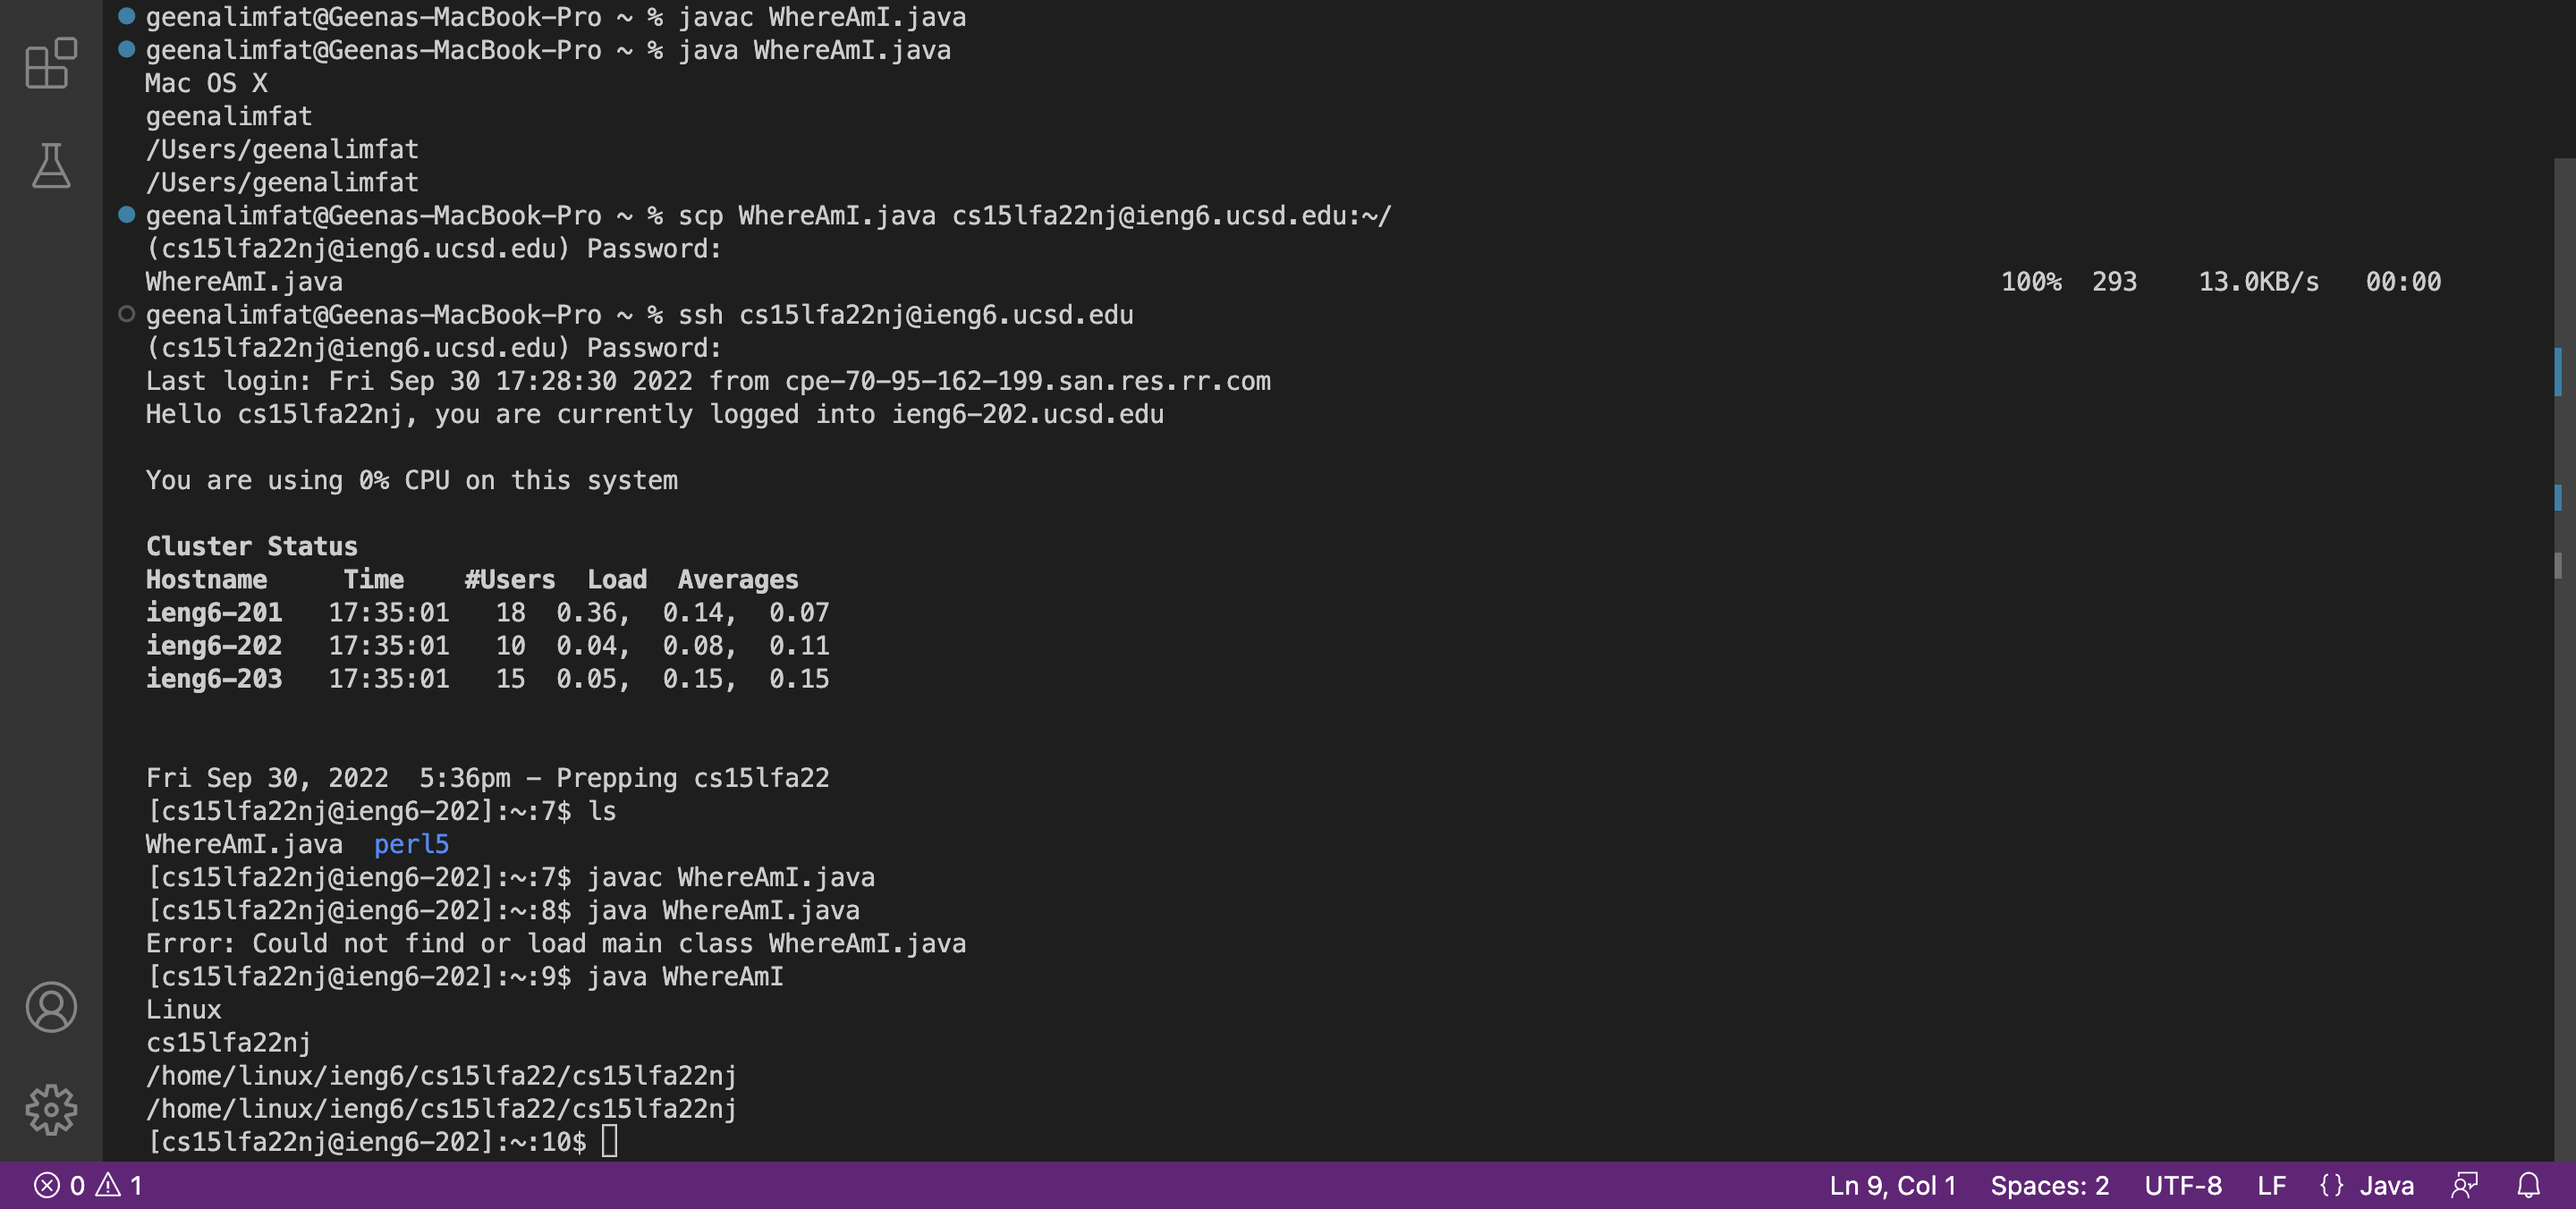 geenalimfat@Geenas-MacBook-Pro ~ % javac WhereAmI.java
geenalimfat@Geenas-MacBook-Pro ~ % java WhereAmI.java
Mac OS X
geenalimfat
/Users/geenalimfat
/Users/geenalimfat
geenalimfat@Geenas-MacBook-Pro ~ % scp WhereAmI.java cs15lfa22nj@ieng6.ucsd.edu:~/
(cs15lfa22nj@ieng6.ucsd.edu) Password:
WhereAmI.java 100% 293 13.0KB/s 00:00
geenalimfat@Geenas-MacBook-Pro ~ % ssh cs15lfa22nj@ieng6.ucsd.edu
(cs15lfa22nj@ieng6.ucsd.edu) Password:
Last login: Fri Sep 30 17:28:30 2022 from cpe-70-95-162-199.san.res.rr.com
Hello cs15lfa22nj, you are currently logged into ieng6-202.ucsd.edu
You are using 0% CPU on this system
Cluster Status
Hostname Time #Users Load Averages
ieng6-201 17:35:01 18 0.36, 0.14, 0.07
ieng6-202 17:35:01 10 0.04, 0.08, 0.11
ieng6-203 17:35:01 15 0.05, 0.15, 0.15
Fri Sep 30, 2022 5:36pm - Prepping cs15lfa22
[cs15lfa22nj@ieng6-202]:~:7$ ls
WhereAmI.java perl5
[cs15lfa22nj@ieng6-202]:~:7$ javac WhereAmI.java
[cs15lfa22nj@ieng6-202]:~:8$ java WhereAmI.java
Error: Could not find or load main class WhereAmI.java
[cs15lfa22nj@ieng6-202]:~:9$ java WhereAmI
Linux
cs15lfa22nj
/home/linux/ieng6/cs15lfa22/cs15lfa22nj
/home/linux/ieng6/cs15lfa22/cs15lfa22nj
[cs15lfa22nj@ieng6-202]:~:10$
0 1 Ln 9, Col 1 Spaces: 2 UTF-8 LF {} Java